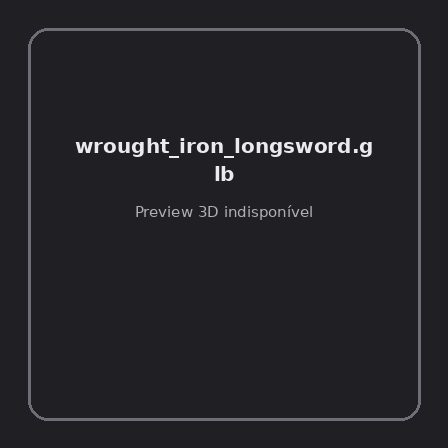 wrought_iron_longsword.g
lb
Preview 3D indisponível